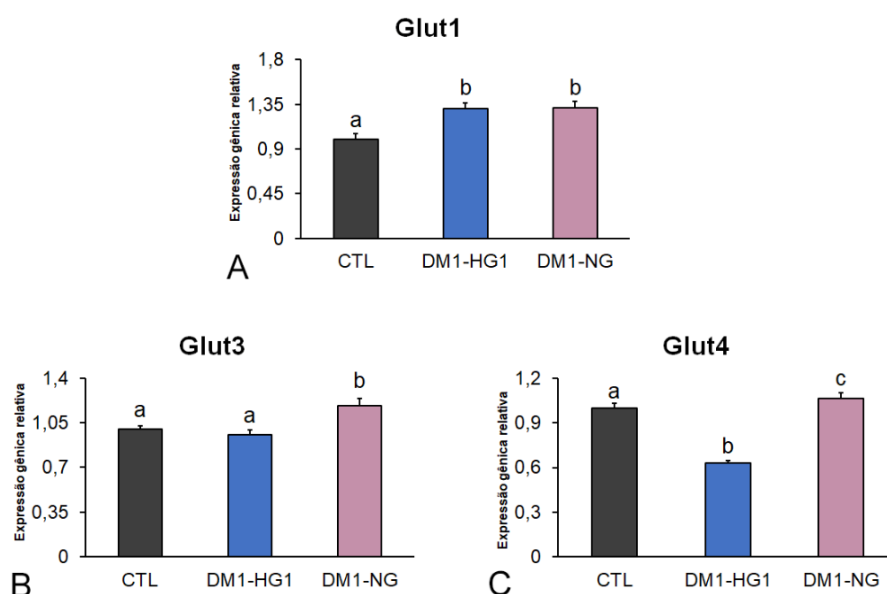 Glut1
Expressão gênica relativa
1,8
1,35
0,9
0,45
0
a
b
b
CTL
DM1-HG1
DM1-NG
A
Glut3
Expressão gênica relativa
1,4
1,05
0,7
0,35
0
a
a
b
CTL
DM1-HG1
DM1-NG
B
Glut4
Expressão gênica relativa
1,2
0,9
0,6
0,3
0
a
b
c
CTL
DM1-HG1
DM1-NG
C